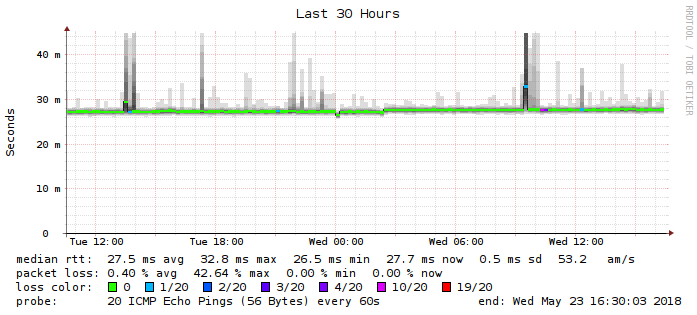 Last 30 Hours
RRDTOOL / TOBI OETIKER
Seconds
40 m
30 m
20 m
10 m
0
Tue 12:00 Tue 18:00 Wed 00:00 Wed 06:00 Wed 12:00
median rtt: 27.5 ms avg 32.8 ms max 26.5 ms min 27.7 ms now 0.5 ms sd 53.2 am/s
packet loss: 0.40 % avg 42.64 % max 0.00 % min 0.00 % now
loss color: 0 1/20 2/20 3/20 4/20 10/20 19/20
probe: 20 ICMP Echo Pings (56 Bytes) every 60s end: Wed May 23 16:30:03 2018